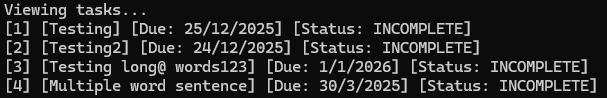 Viewing tasks...
[1] [Testing] [Due: 25/12/2025] [Status: INCOMPLETE]
[2] [Testing2] [Due: 24/12/2025] [Status: INCOMPLETE]
[3] [Testing long@ words123] [Due: 1/1/2026] [Status: INCOMPLETE]
[4] [Multiple word sentence] [Due: 30/3/2025] [Status: INCOMPLETE]